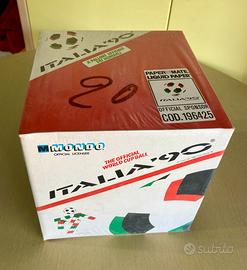 ITALIA '90
90
PAPER MATE
LIQUID PAPER
ITALIA '90
OFFICIAL SPONSOR
COD. 196425
MONDO
OFFICIAL LICENSEE
THE OFFICIAL
WORLD CUP BALL
ITALIA '90
subito